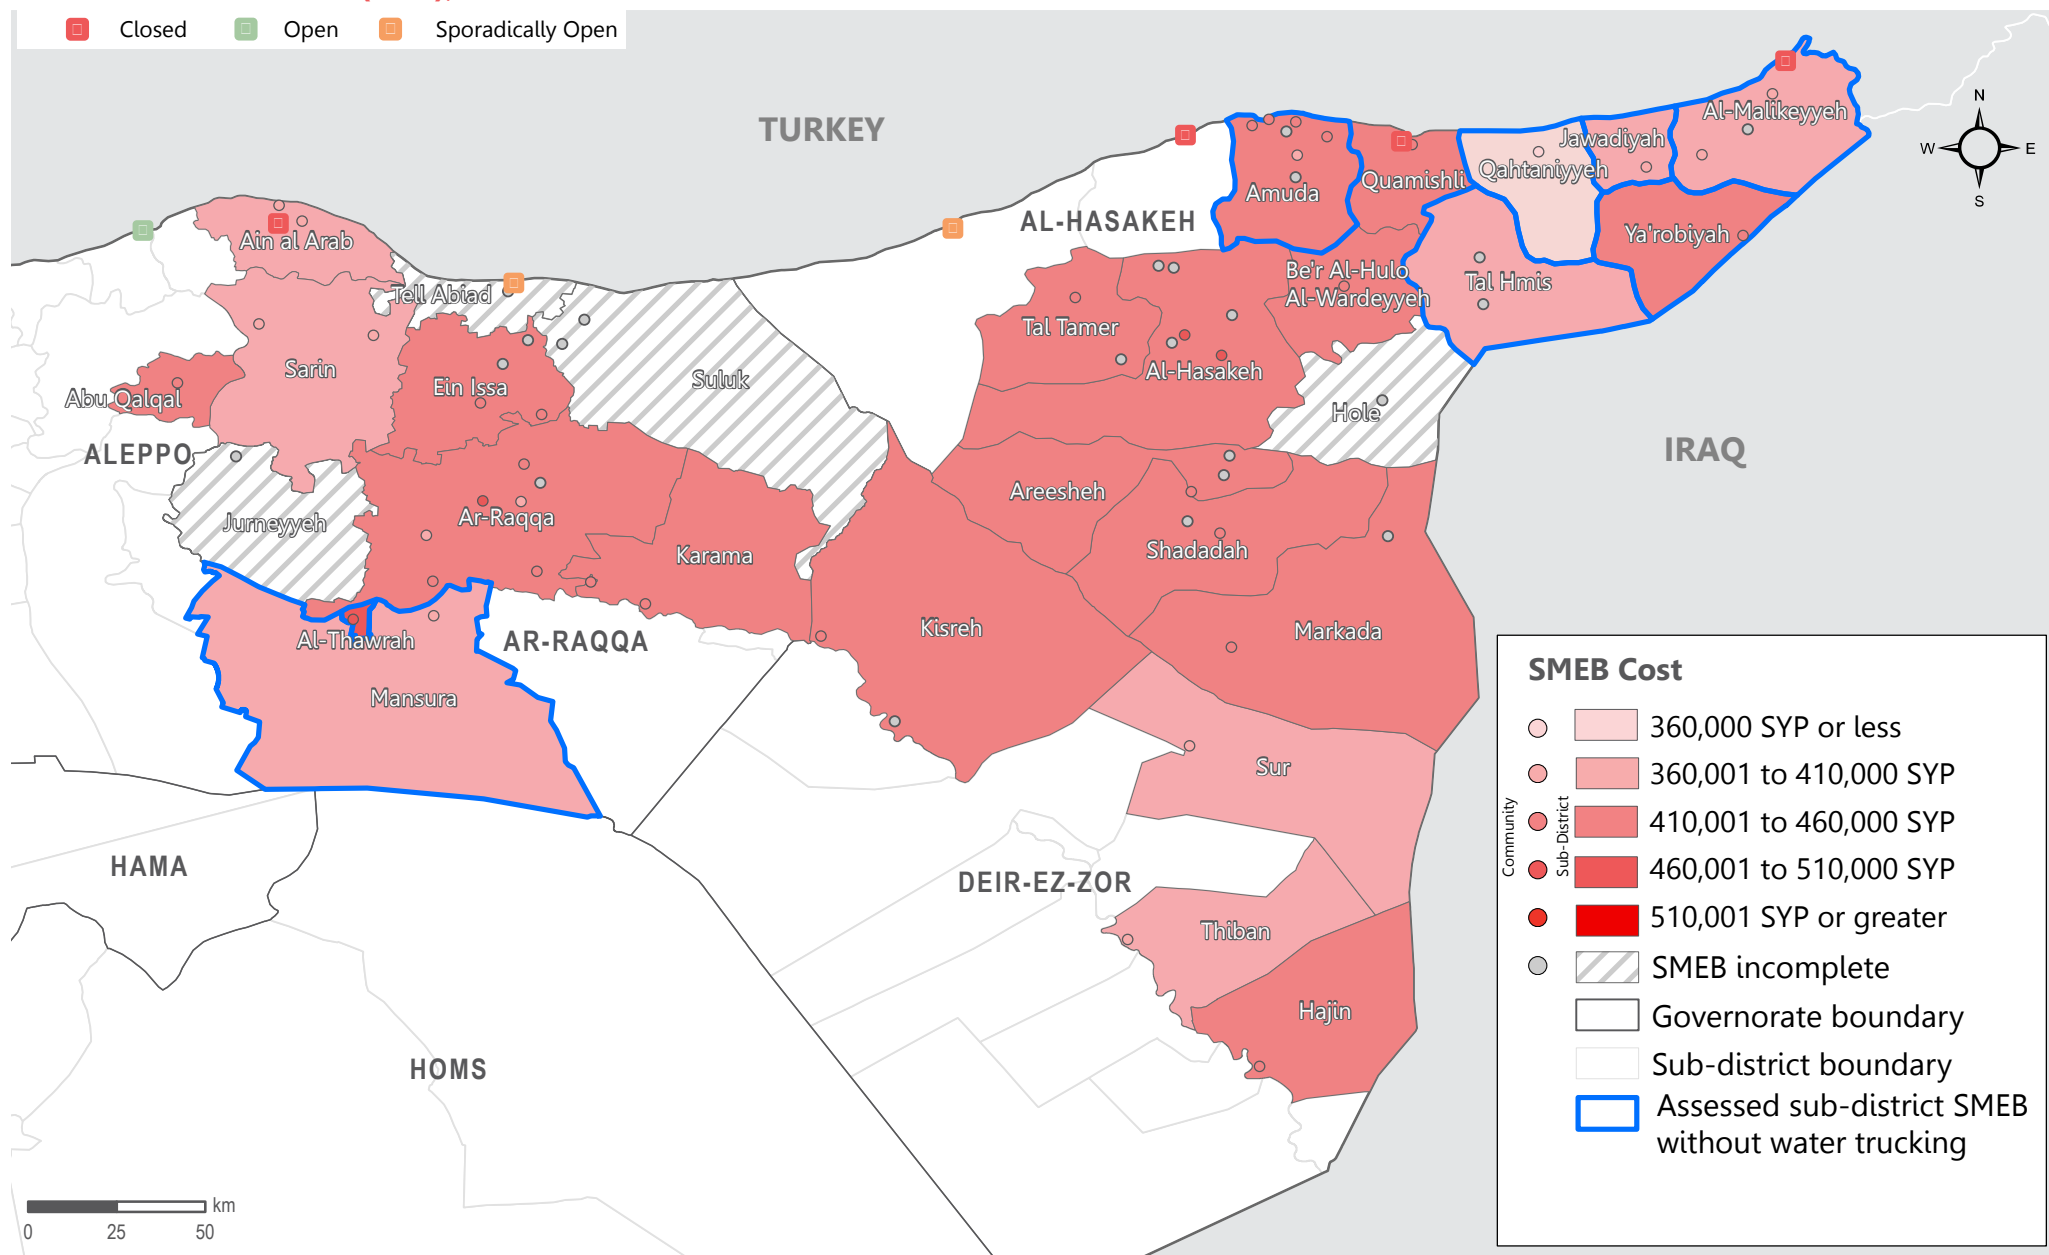 Closed
Open
Sporadically Open
TURKEY
N
W
E
S
Al-Malikeyyeh
Jawadiyah
Qahtaniyyeh
Quamishli
Amuda
AL-HASAKEH
Ya'robiyah
Ain al Arab
Be'r Al-Hulo
Al-Wardeyyeh
Tal Hmis
Tell Abiad
Tal Tamer
Sarin
Ein Issa
Suluk
Al-Hasakeh
Abu Qalqal
Hole
ALEPPO
IRAQ
Areesheh
Jurneyyeh
Ar-Raqqa
Karama
Shadadah
Kisreh
Markada
Al-Thawrah
AR-RAQQA
Mansura
Sur
HAMA
DEIR-EZ-ZOR
Thiban
Hajin
HOMS
km
0
25
50
SMEB Cost
Community
Sub-District
360,000 SYP or less
360,001 to 410,000 SYP
410,001 to 460,000 SYP
460,001 to 510,000 SYP
510,001 SYP or greater
SMEB incomplete
Governorate boundary
Sub-district boundary
Assessed sub-district SMEB
without water trucking